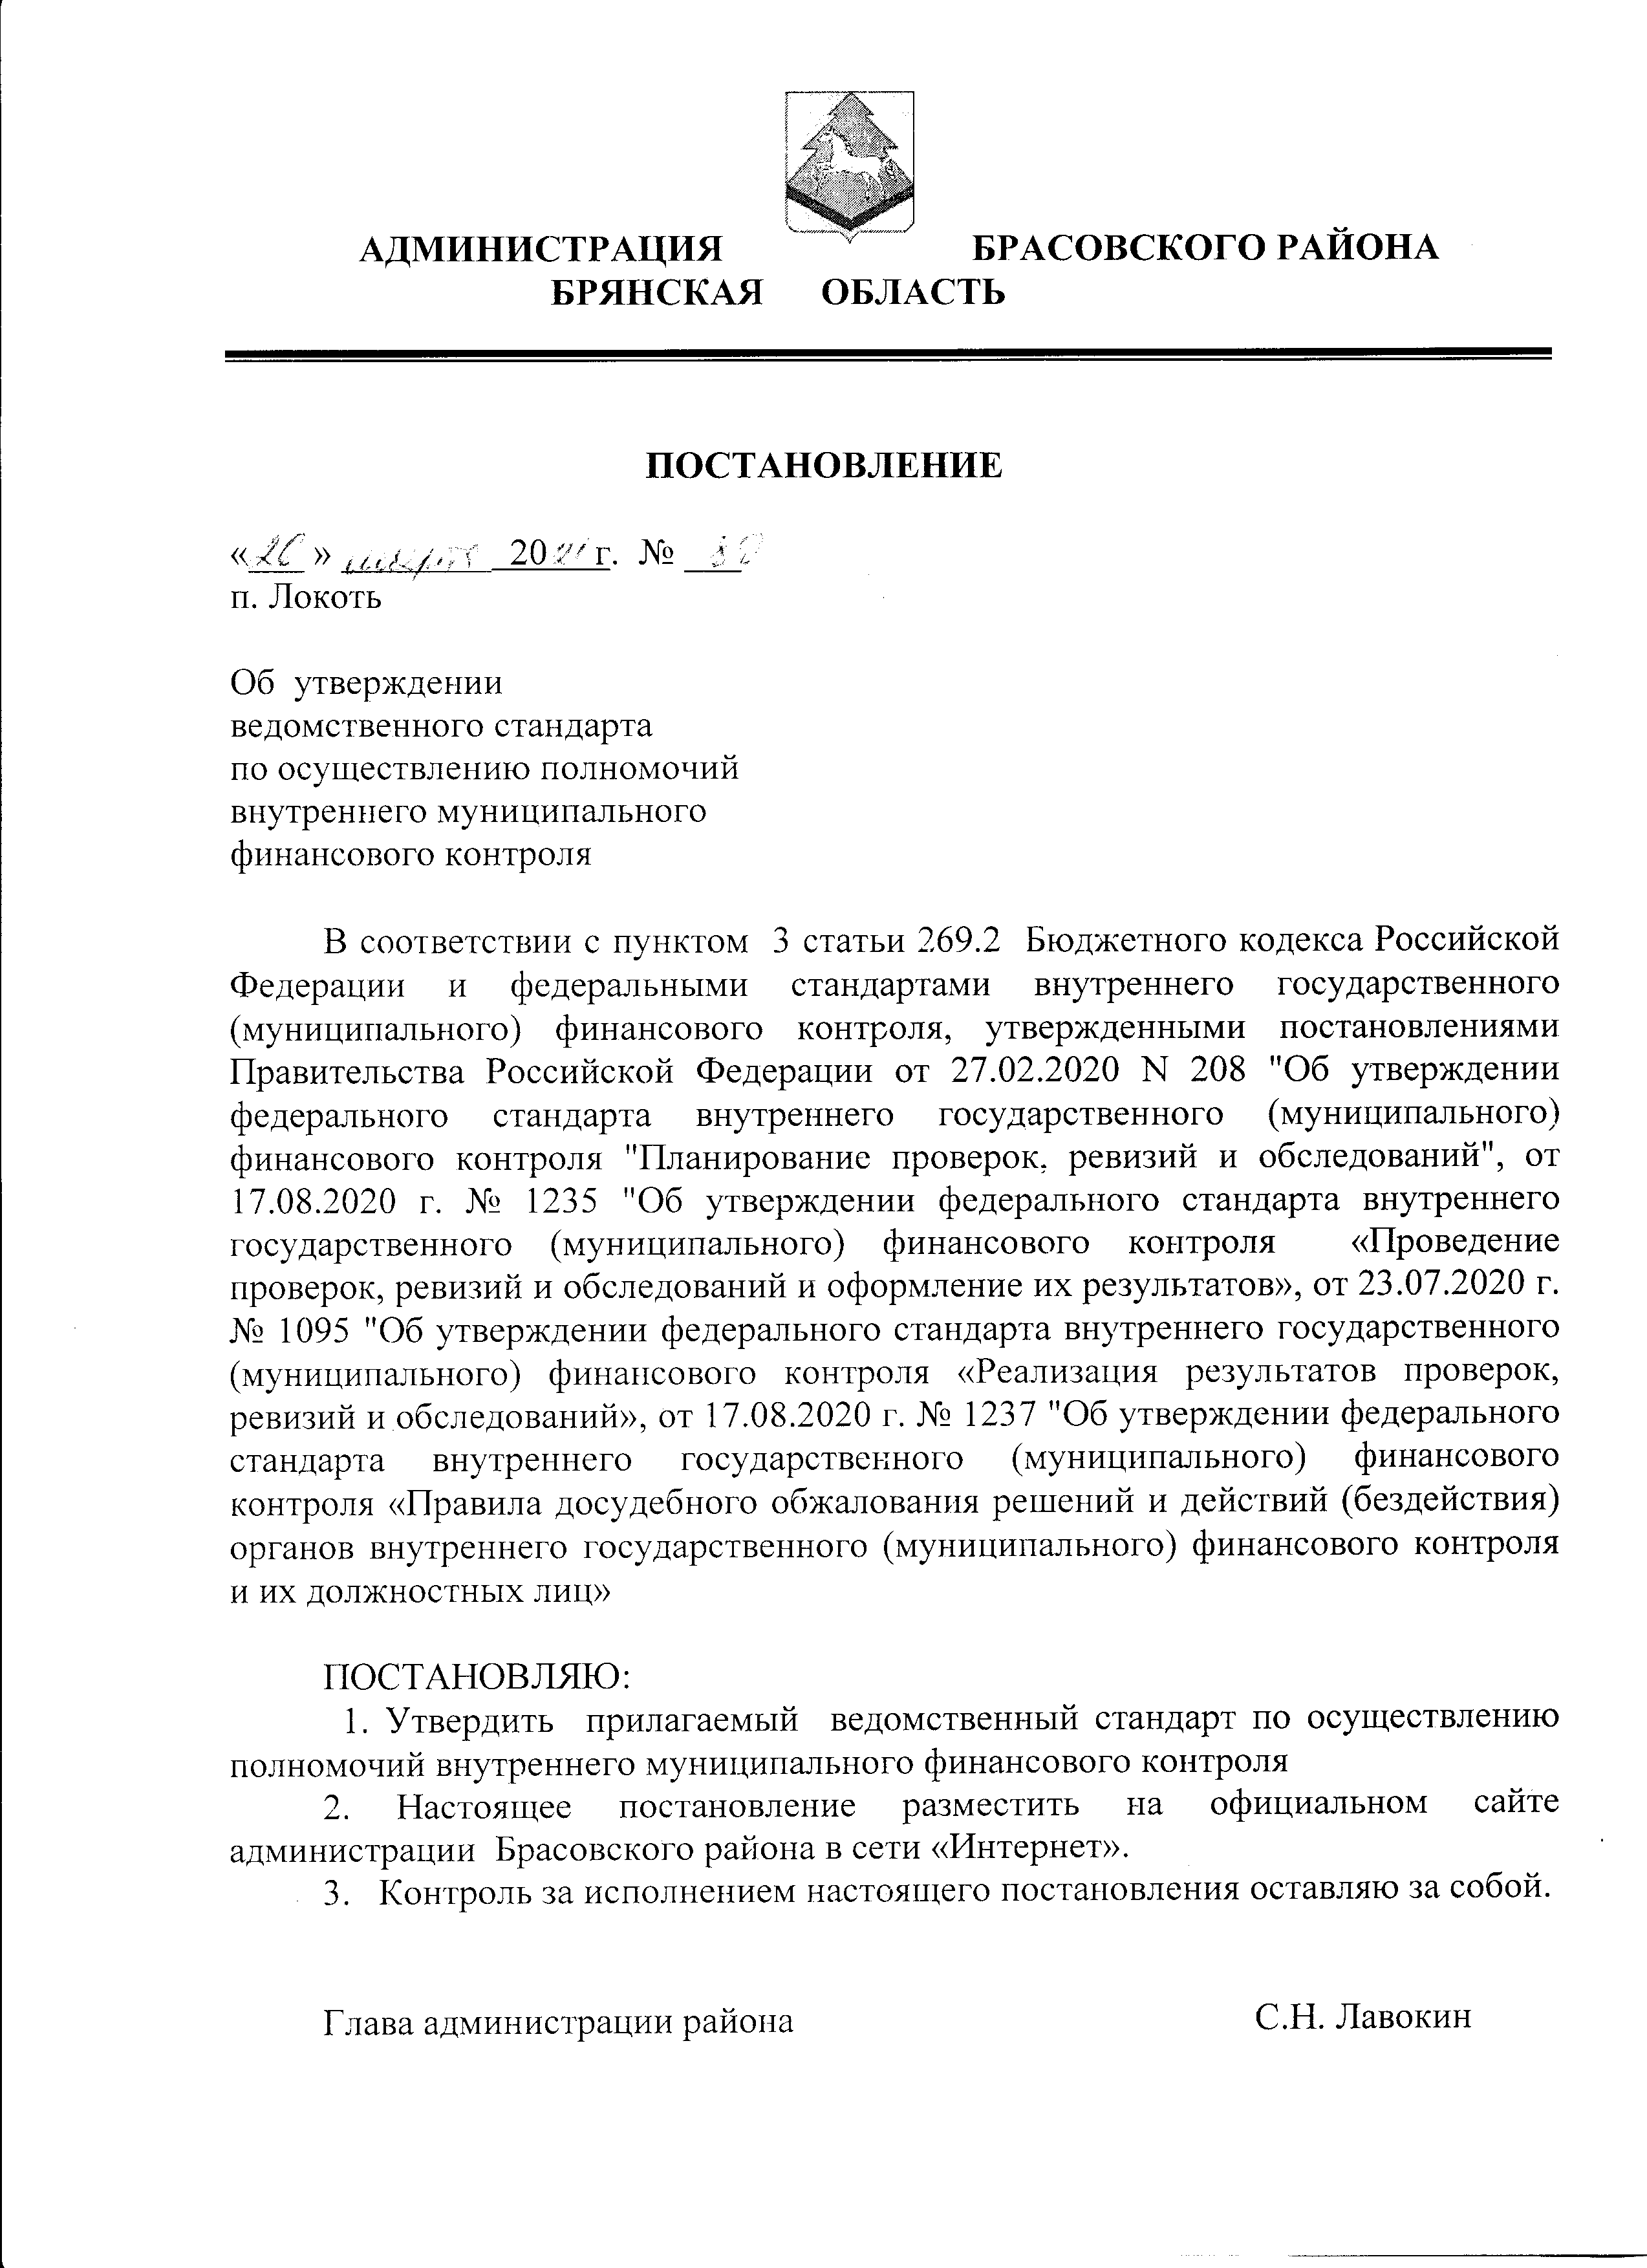 АДМИНИСТРАЦИЯ БРАСОВСКОГО РАЙОНА
БРЯНСКАЯ ОБЛАСТЬ
ПОСТАНОВЛЕНИЕ
«26» марта 2021 г. №
п. Локоть
Об утверждении
ведомственного стандарта
по осуществлению полномочий
внутреннего муниципального
финансового контроля
В соответствии с пунктом 3 статьи 269.2 Бюджетного кодекса Российской
Федерации и федеральными стандартами внутреннего государственного
(муниципального) финансового контроля, утвержденными постановлениями
Правительства Российской Федерации от 27.02.2020 N 208 "Об утверждении
федерального стандарта внутреннего государственного (муниципального)
финансового контроля "Планирование проверок, ревизий и обследований", от
17.08.2020 г. № 1235 "Об утверждении федерального стандарта внутреннего
государственного (муниципального) финансового контроля «Проведение
проверок, ревизий и обследований и оформление их результатов», от 23.07.2020 г.
№ 1095 "Об утверждении федерального стандарта внутреннего государственного
(муниципального) финансового контроля «Реализация результатов проверок,
ревизий и обследований», от 17.08.2020 г. № 1237 "Об утверждении федерального
стандарта внутреннего государственного (муниципального) финансового
контроля «Правила досудебного обжалования решений и действий (бездействия)
органов внутреннего государственного (муниципального) финансового контроля
и их должностных лиц»
ПОСТАНОВЛЯЮ:
1. Утвердить прилагаемый ведомственный стандарт по осуществлению
полномочий внутреннего муниципального финансового контроля
2. Настоящее постановление разместить на официальном сайте
администрации Брасовского района в сети «Интернет».
3. Контроль за исполнением настоящего постановления оставляю за собой.
Глава администрации района С.Н. Лавокин